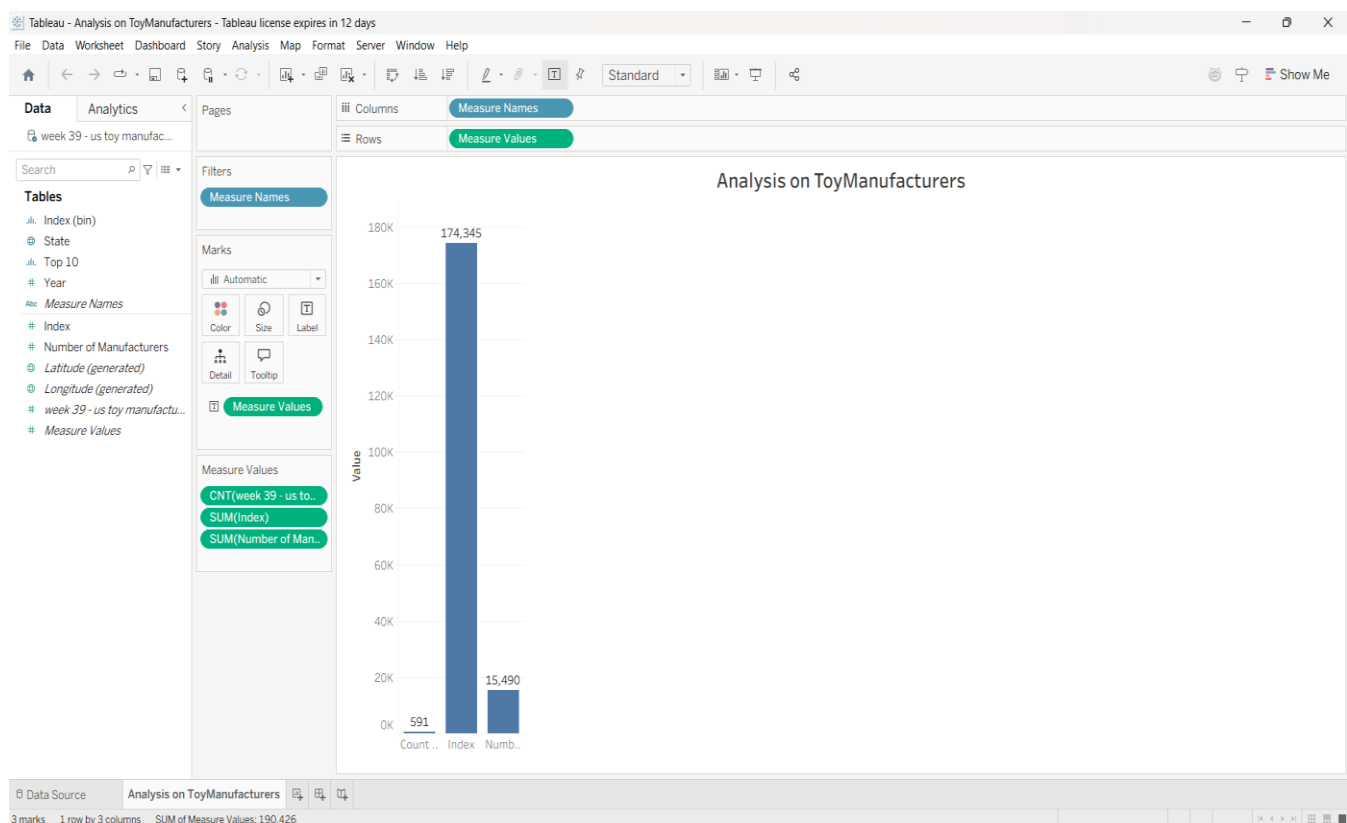 Tableau - Analysis on ToyManufacturers - Tableau license expires in 12 days
File Data Worksheet Dashboard Story Analysis Map Format Server Window Help
Standard
Show Me
Data Analytics
week 39 - us toy manufac...
Search
Tables
Index (bin)
State
Top 10
# Year
Abc Measure Names
# Index
# Number of Manufacturers
Latitude (generated)
Longitude (generated)
# week 39 - us toy manufactu...
# Measure Values
Pages
Filters
Measure Names
Marks
Automatic
Color Size Label
Detail Tooltip
Measure Values
Measure Values
CNT(week 39 - us to..
SUM(Index)
SUM(Number of Man..
Columns Measure Names
Rows Measure Values
Analysis on ToyManufacturers
Value
180K
160K
140K
120K
100K
80K
60K
40K
20K
0K
591
174,345
15,490
Count .. Index Numb..
Data Source Analysis on ToyManufacturers
3 marks 1 row by 3 columns SUM of Measure Values: 190,426